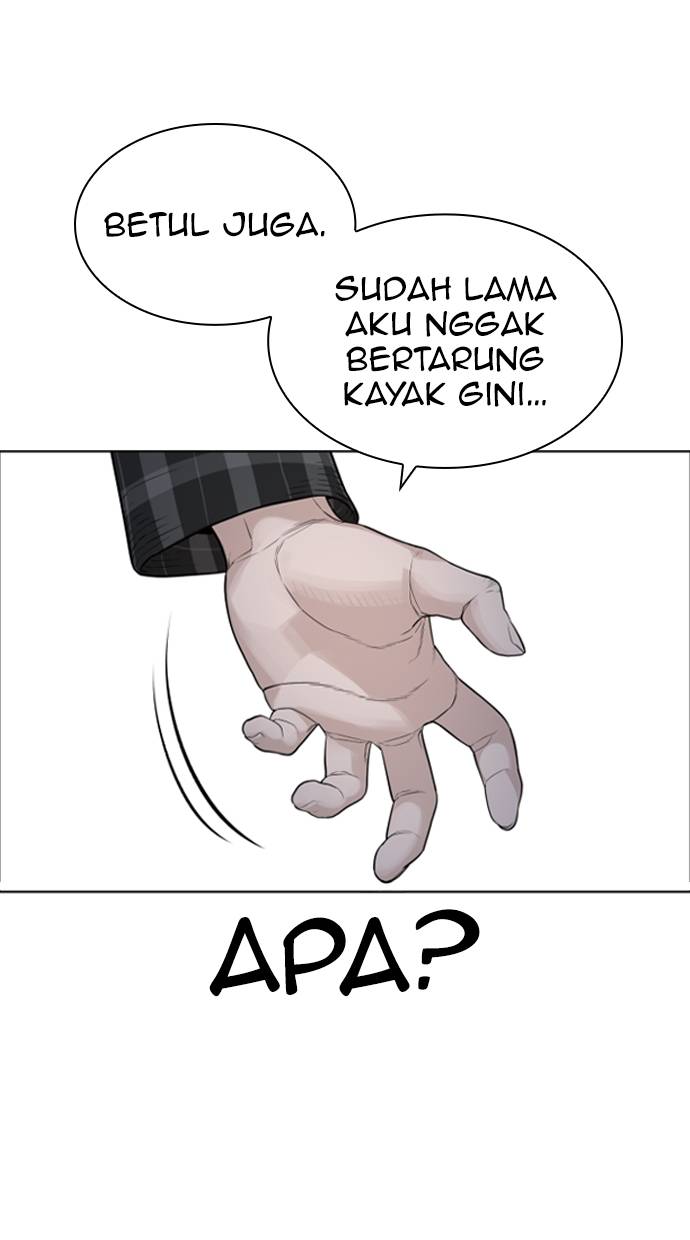 BETUL JUGA.
SUDAH LAMA
AKU NGGAK
BERTARUNG
KAYAK GINI...
APA?